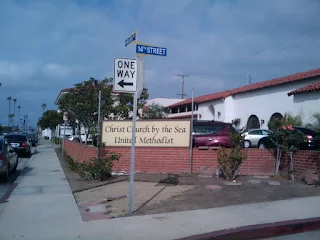 14TH STREET
ONE
WAY
Christ Church by the Sea
United Methodist